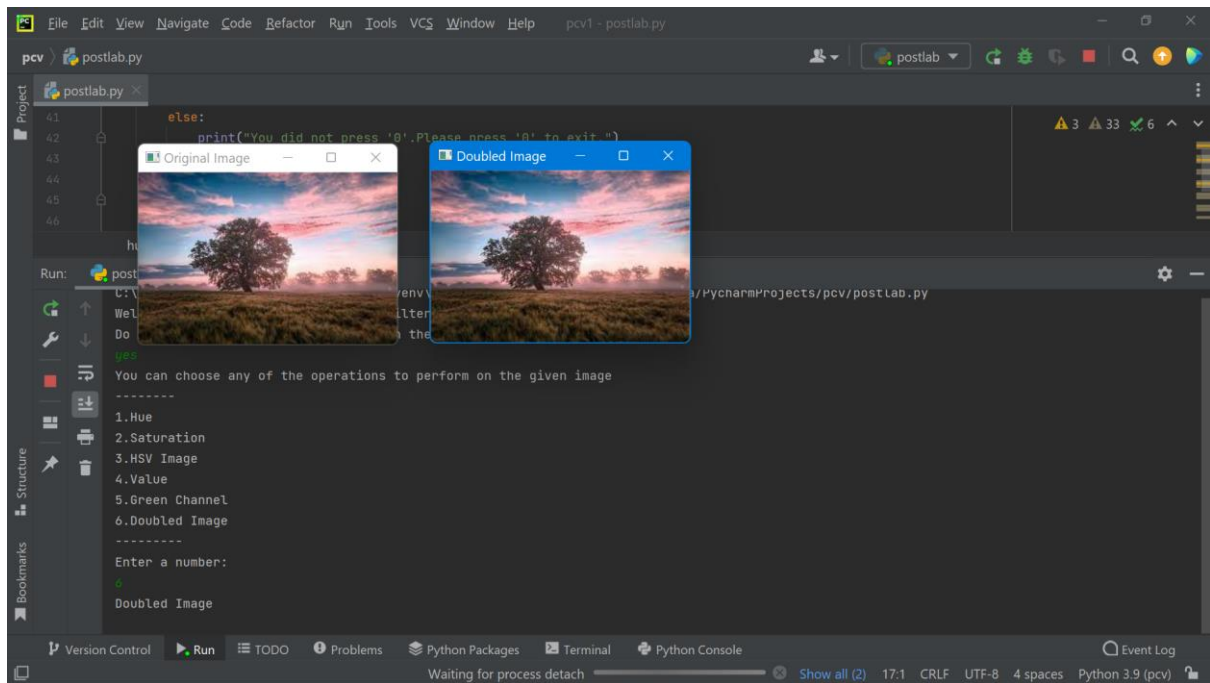 File Edit View Navigate Code Refactor Run Tools VCS Window Help pcv1 - postlab.py
pcv postlab.py postlab
Project postlab.py
41 else:
42 print("You did not press '0'.Please press '0' to exit.")
3 33 6
43
44
45
46
Original Image
Doubled Image
Run:
/PycharmProjects/pcv/postlab.py
Do
yes
You can choose any of the operations to perform on the given image
--------
1.Hue
2.Saturation
3.HSV Image
4.Value
5.Green Channel
6.Doubled Image
---------
Enter a number:
6
Doubled Image
Structure
Bookmarks
Version Control Run TODO Problems Python Packages Terminal Python Console Event Log
Waiting for process detach Show all (2) 17:1 CRLF UTF-8 4 spaces Python 3.9 (pcv)